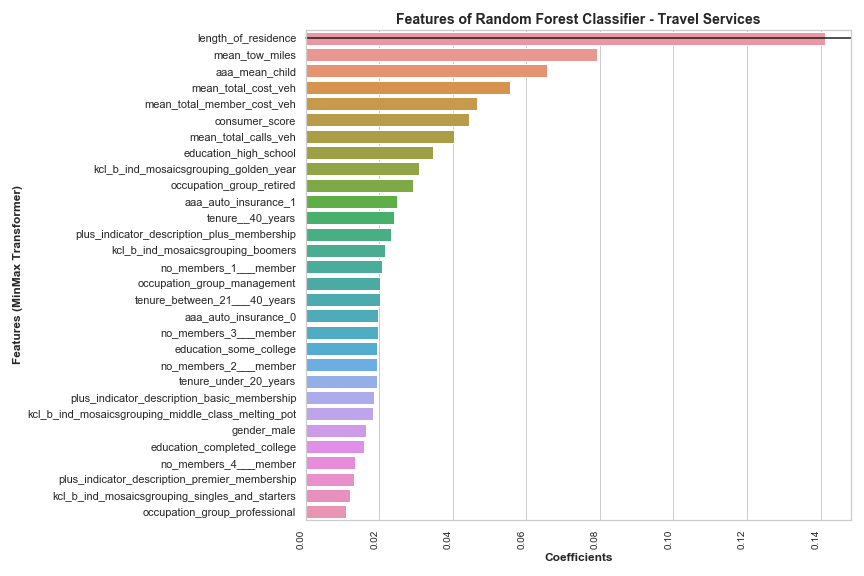 Features of Random Forest Classifier - Travel Services
length_of_residence
mean_tow_miles
aaa_mean_child
mean_total_cost_veh
mean_total_member_cost_veh
consumer_score
mean_total_calls_veh
education_high_school
kcl_b_ind_mosaicsgrouping_golden_year
occupation_group_retired
aaa_auto_insurance_1
tenure__40_years
plus_indicator_description_plus_membership
kcl_b_ind_mosaicsgrouping_boomers
no_members_1___member
occupation_group_management
tenure_between_21___40_years
aaa_auto_insurance_0
no_members_3___member
education_some_college
no_members_2___member
tenure_under_20_years
plus_indicator_description_basic_membership
kcl_b_ind_mosaicsgrouping_middle_class_melting_pot
gender_male
education_completed_college
no_members_4___member
plus_indicator_description_premier_membership
kcl_b_ind_mosaicsgrouping_singles_and_starters
occupation_group_professional
Features (MinMax Transformer)
0.00 0.02 0.04 0.06 0.08 0.10 0.12 0.14
Coefficients